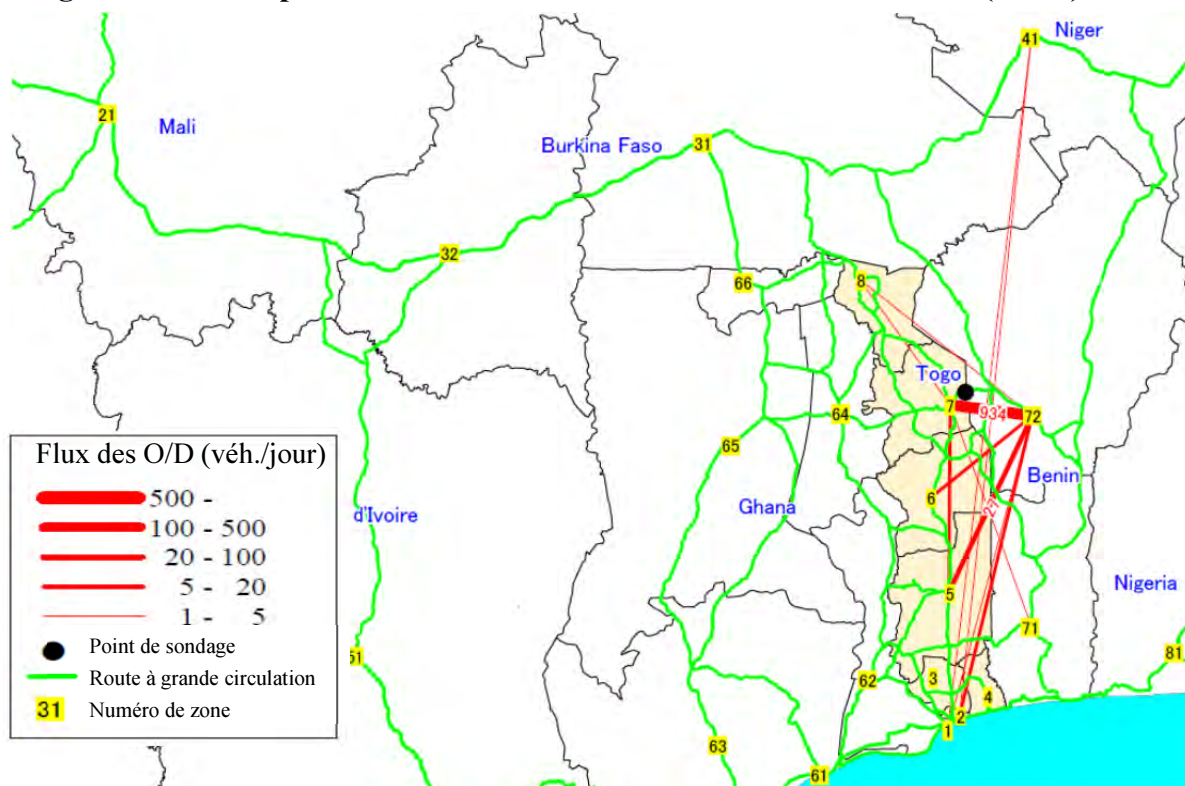 41
Niger
21
Mali
Burkina Faso
31
32
66
8
Togo
7
934
72
64
65
6
Benin
Ghana
27
d'Ivoire
5
Nigeria
71
51
81
62
3
4
2
1
63
61
Flux des O/D (véh./jour)
500 -
100 - 500
20 - 100
5 - 20
1 - 5
Point de sondage
Route à grande circulation
31 Numéro de zone